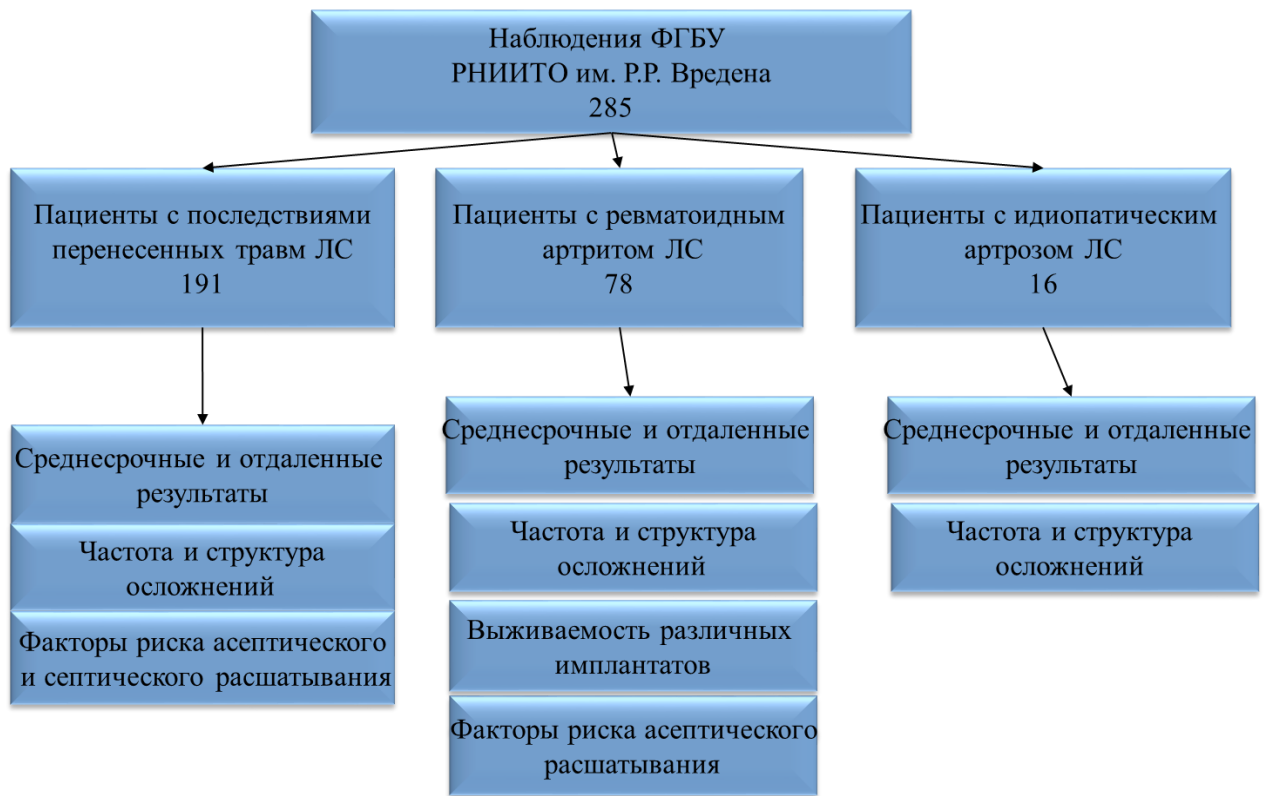 Наблюдения ФГБУ
РНИИТО им. Р.Р. Вредена
285
Пациенты с последствиями
перенесенных травм ЛС
191
Пациенты с ревматоидным
артритом ЛС
78
Пациенты с идиопатическим
артрозом ЛС
16
Среднесрочные и отдаленные
результаты
Частота и структура
осложнений
Факторы риска асептического
и септического расшатывания
Среднесрочные и отдаленные
результаты
Частота и структура
осложнений
Выживаемость различных
имплантатов
Факторы риска асептического
расшатывания
Среднесрочные и отдаленные
результаты
Частота и структура
осложнений